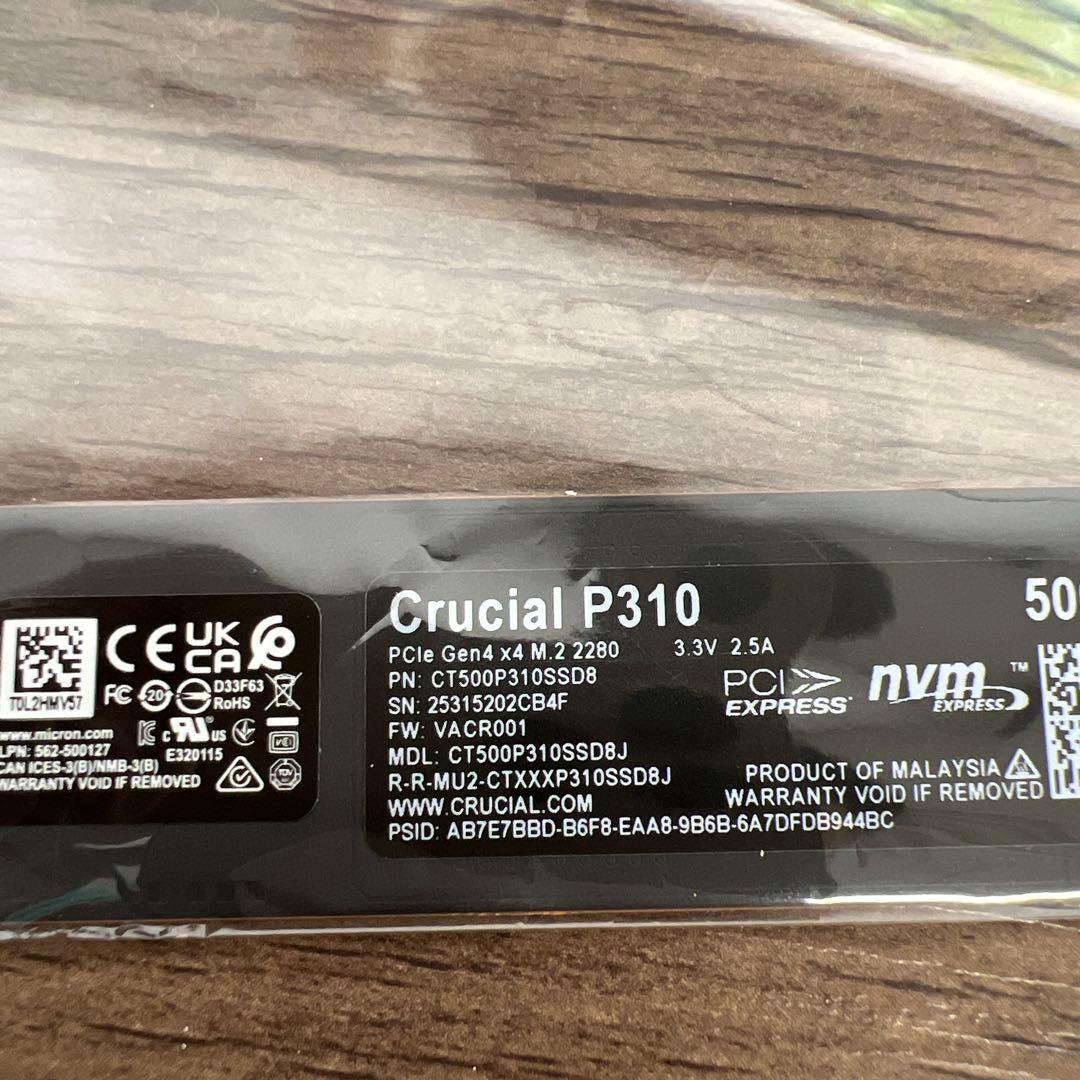 T0L2HMV57
CE
UK
CA
FC
20
D33F63
RoHS
www.micron.com
LPN: 562-500127
c
US
E320115
CAN ICES-3(B)/NMB-3(B)
WARRANTY VOID IF REMOVED
Crucial P310
PCIe Gen4 x4 M.2 2280 3.3V 2.5A
PN: CT500P310SSD8
SN: 25315202CB4F
FW: VACR001
MDL: CT500P310SSD8J
R-R-MU2-CTXXXP310SSD8J
WWW.CRUCIAL.COM
PSID: AB7E7BBD-B6F8-EAA8-9B6B-6A7DFDB944BC
PCI
EXPRESS
nvm
EXPRESS
TM
PRODUCT OF MALAYSIA
WARRANTY VOID IF REMOVED